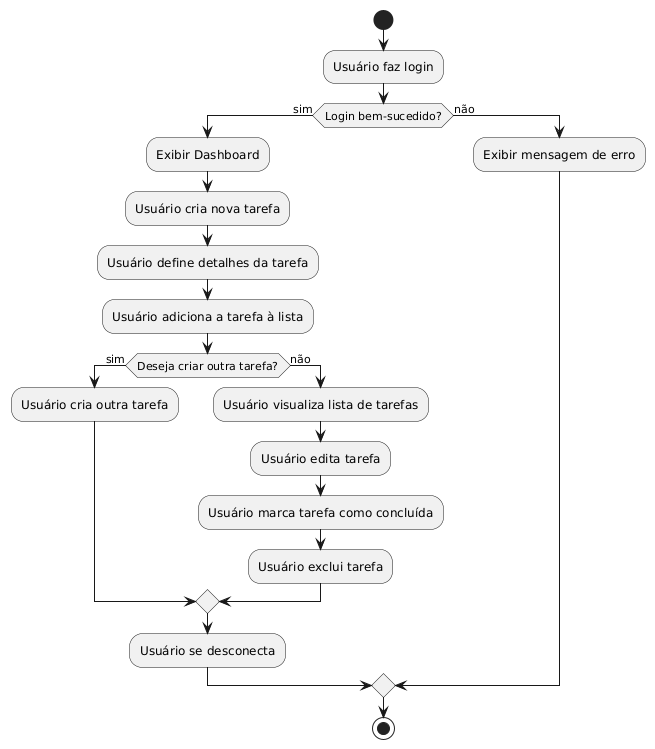 Usuário faz login
sim
Login bem-sucedido?
não
Exibir Dashboard
Exibir mensagem de erro
Usuário cria nova tarefa
Usuário define detalhes da tarefa
Usuário adiciona a tarefa à lista
sim
Deseja criar outra tarefa?
não
Usuário cria outra tarefa
Usuário visualiza lista de tarefas
Usuário edita tarefa
Usuário marca tarefa como concluída
Usuário exclui tarefa
Usuário se desconecta